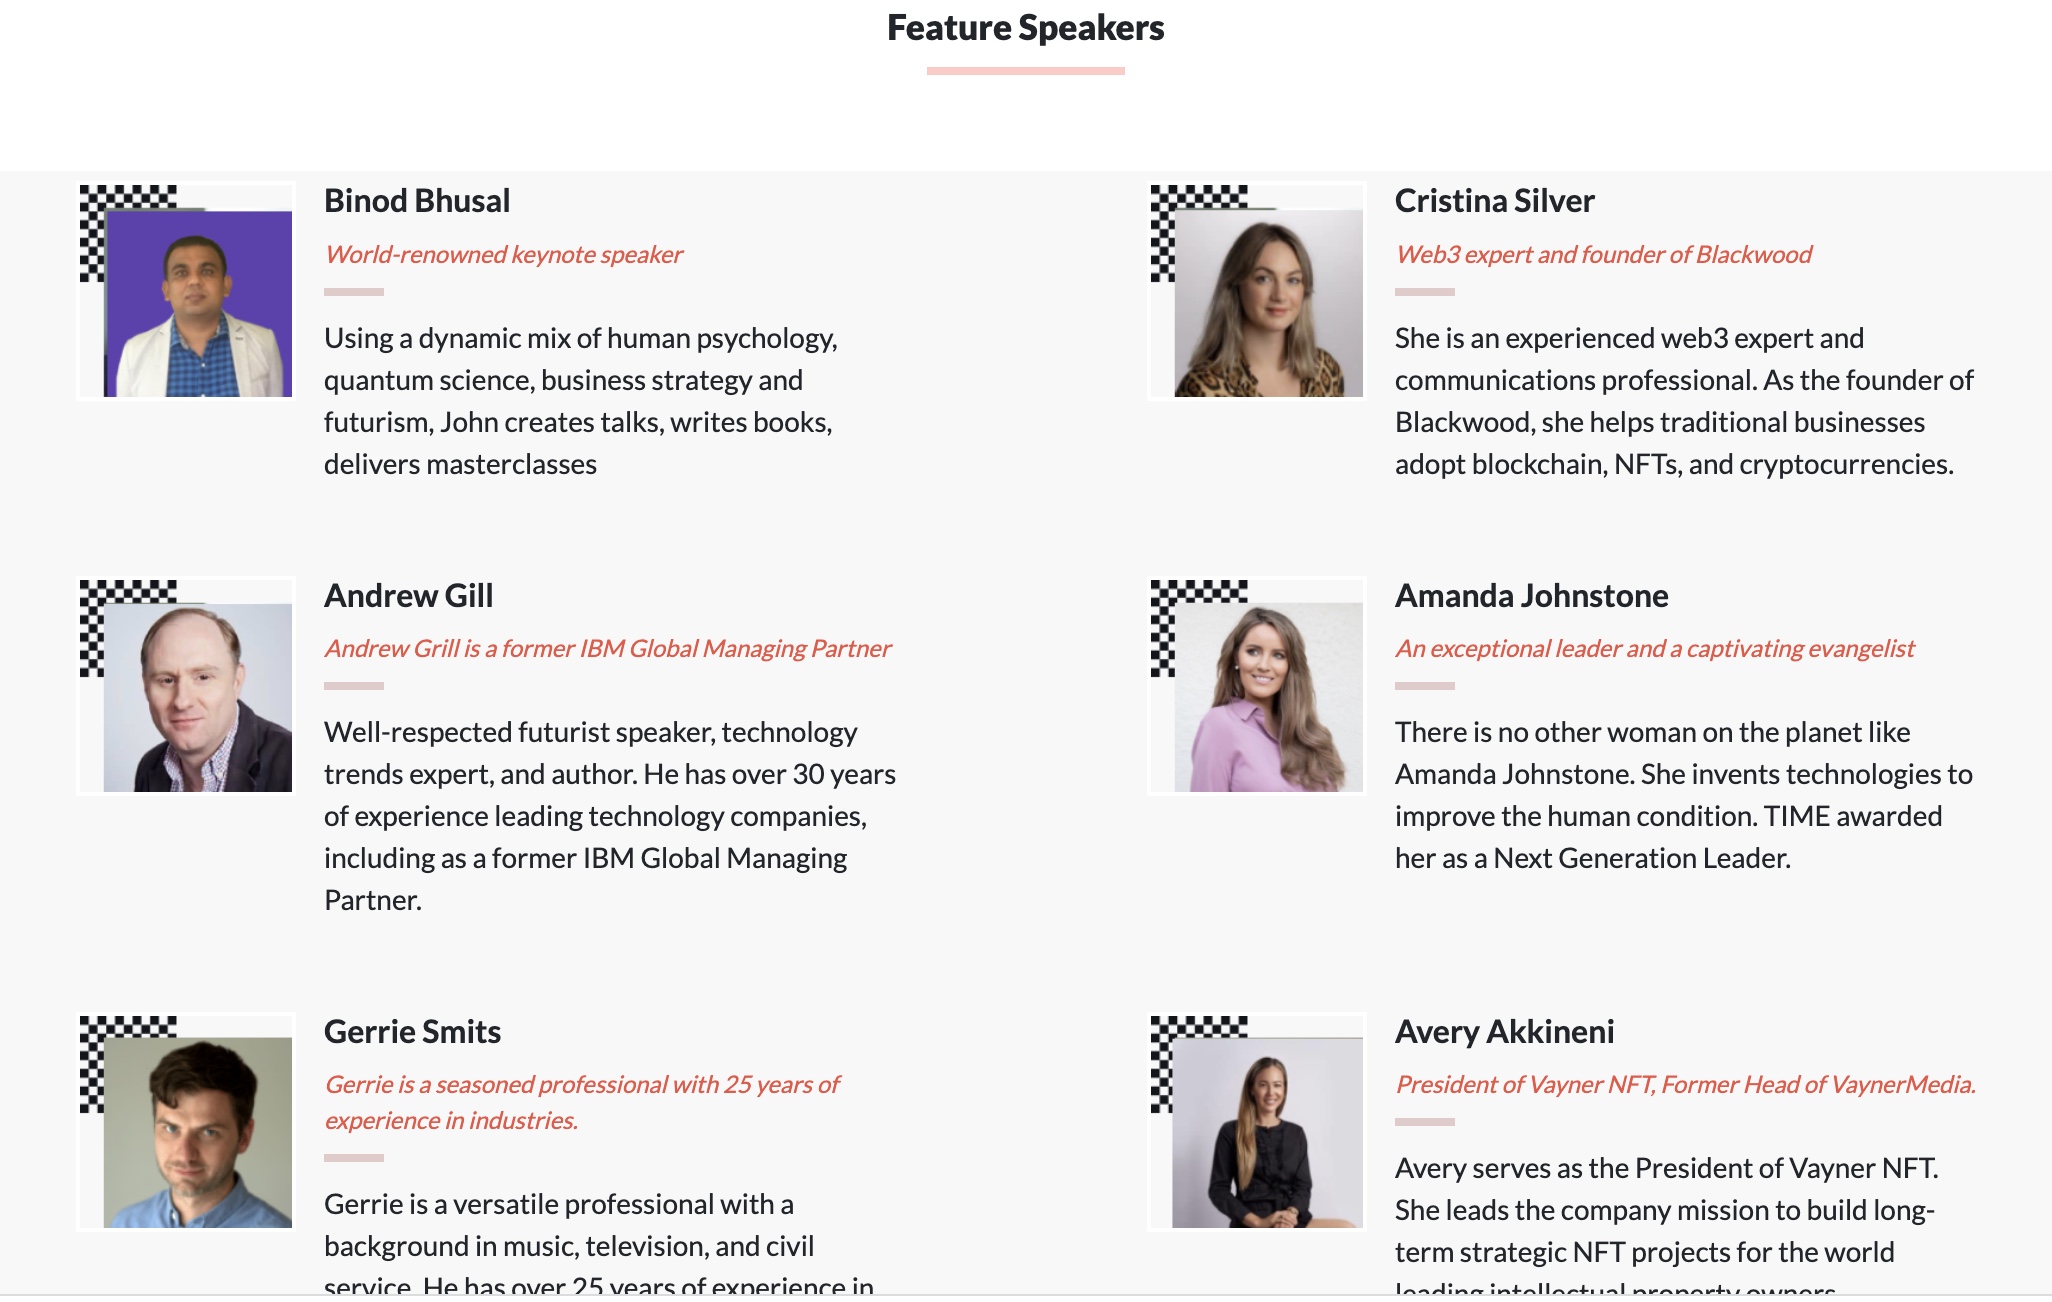 Feature Speakers
Binod Bhusal
World-renowned keynote speaker
Using a dynamic mix of human psychology,
quantum science, business strategy and
futurism, John creates talks, writes books,
delivers masterclasses
Cristina Silver
Web3 expert and founder of Blackwood
She is an experienced web3 expert and
communications professional. As the founder of
Blackwood, she helps traditional businesses
adopt blockchain, NFTs, and cryptocurrencies.
Andrew Gill
Andrew Grill is a former IBM Global Managing Partner
Well-respected futurist speaker, technology
trends expert, and author. He has over 30 years
of experience leading technology companies,
including as a former IBM Global Managing
Partner.
Amanda Johnstone
An exceptional leader and a captivating evangelist
There is no other woman on the planet like
Amanda Johnstone. She invents technologies to
improve the human condition. TIME awarded
her as a Next Generation Leader.
Gerrie Smits
Gerrie is a seasoned professional with 25 years of
experience in industries.
Gerrie is a versatile professional with a
background in music, television, and civil
service. He has over 25 years of experience in
Avery Akkineni
President of Vayner NFT, Former Head of VaynerMedia.
Avery serves as the President of Vayner NFT.
She leads the company mission to build long-
term strategic NFT projects for the world
leading intellectual property owners